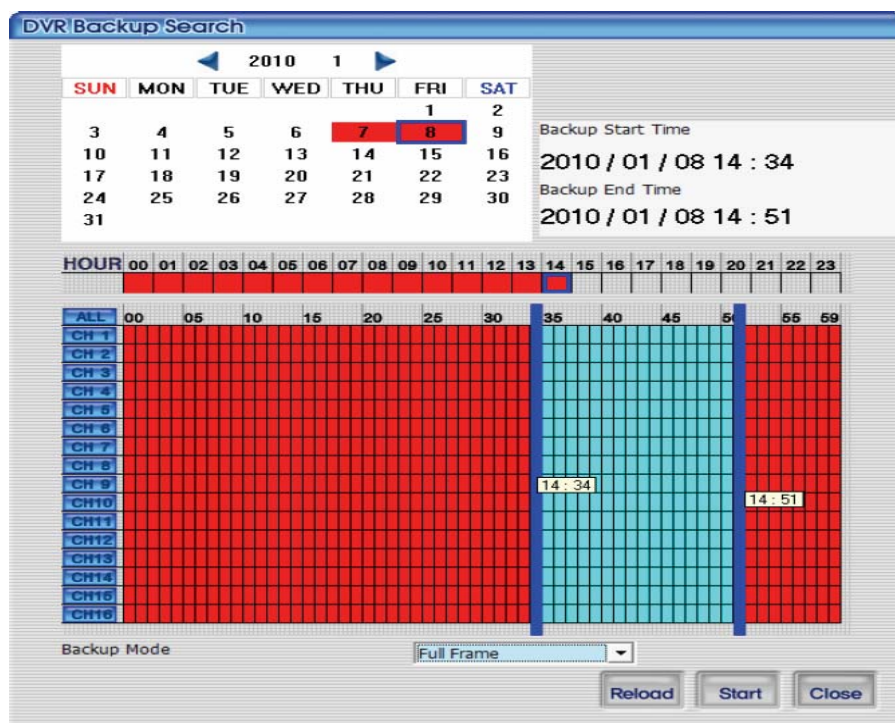 DVR Backup Search
2010 1
SUN MON TUE WED THU FRI SAT
1 2
3 4 5 6 7 8 9
10 11 12 13 14 15 16
17 18 19 20 21 22 23
24 25 26 27 28 29 30
31
Backup Start Time
2010 / 01 / 08 14 : 34
Backup End Time
2010 / 01 / 08 14 : 51
HOUR 00 01 02 03 04 05 06 07 08 09 10 11 12 13 14 15 16 17 18 19 20 21 22 23
ALL 00 05 10 15 20 25 30 35 40 45 50 55 59
CH 1
CH 2
CH 3
CH 4
CH 5
CH 6
CH 7
CH 8
CH 9
14 : 34
CH10
14 : 51
CH11
CH12
CH13
CH14
CH15
CH16
Backup Mode
Full Frame
Reload Start Close